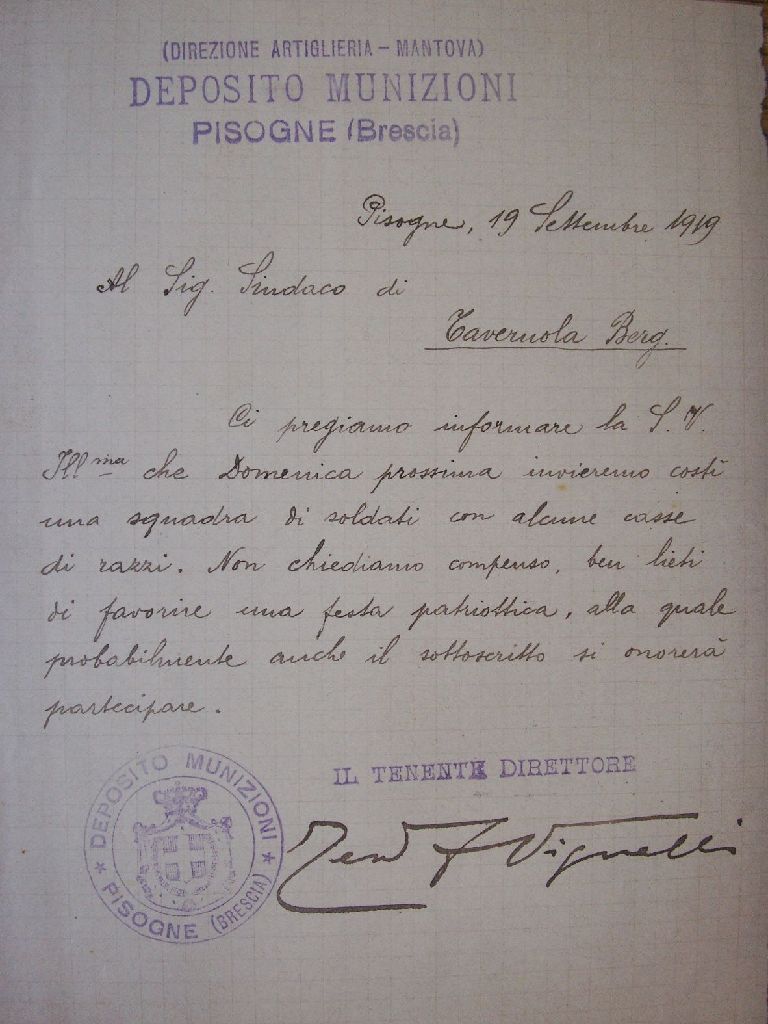 (DIREZIONE ARTIGLIERIA – MANTOVA)
DEPOSITO MUNIZIONI
PISOGNE (Brescia)
Pisogne, 19 Settembre 1919
Al Sig. Sindaco di
Tavernola Berg.
Ci pregiamo informare la S. V.
Ill.ma che Domenica prossima invieremo costì
una squadra di soldati con alcune casse
di razzi. Non chiediamo compenso, ben lieti
di favorire una festa patriottica, alla quale
probabilmente anche il sottoscritto si onorerà
partecipare.
IL TENENTE DIRETTORE
Ten F Vignelli
* DEPOSITO MUNIZIONI *
PISOGNE (BRESCIA)